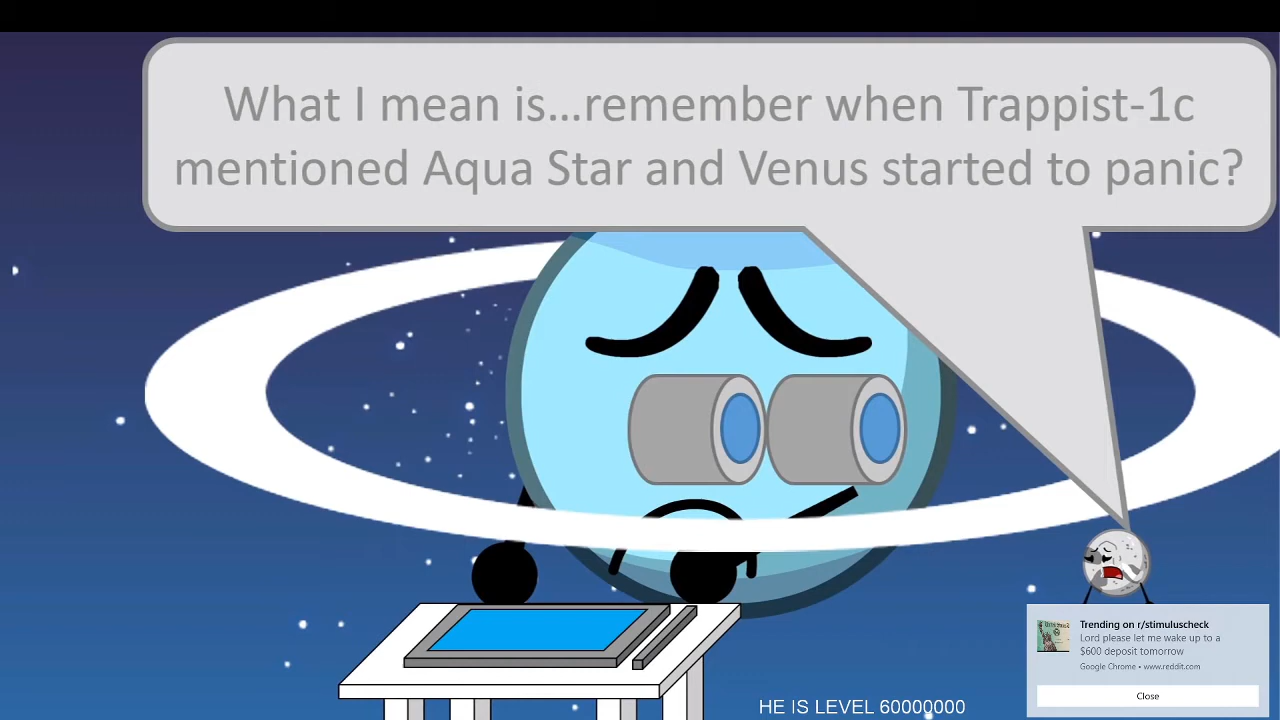 What I mean is...remember when Trappist-1c
mentioned Aqua Star and Venus started to panic?
Trending on r/stimuluscheck
Lord please let me wake up to a
$600 deposit tomorrow
Google Chrome • www.reddit.com
Close
HE IS LEVEL 60000000